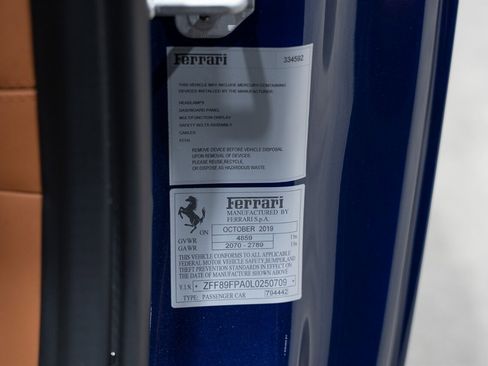 Ferrari 334592
THIS VEHICLE MAY INCLUDE MERCURY-CONTAINING
DEVICES INSTALLED BY THE MANUFACTURER:
HEADLAMPS
DASHBOARD PANEL
MULTIFUNCTION DISPLAY
SAFETY BELTS ASSEMBLY
CABLES
REMOVE DEVICE BEFORE VEHICLE DISPOSAL
UPON REMOVAL OF DEVICES
PLEASE REUSE,RECYCLE
OR DISPOSE AS HAZARDOUS WASTE.
Ferrari
MANUFACTURED BY
FERRARI S.p.A.
ON OCTOBER 2019
GVWR 4859 Lbs
GAWR 2070 - 2789 Lbs
THIS VEHICLE CONFORMS TO ALL APPLICABLE
FEDERAL MOTOR VEHICLE SAFETY,BUMPER,AND
THEFT PREVENTION STANDARDS IN EFFECT ON
THE DATE OF MANUFACTURE SHOWN ABOVE
V.I.N. * ZFF89FPA0L0250709 *
TYPE: PASSENGER CAR 794442